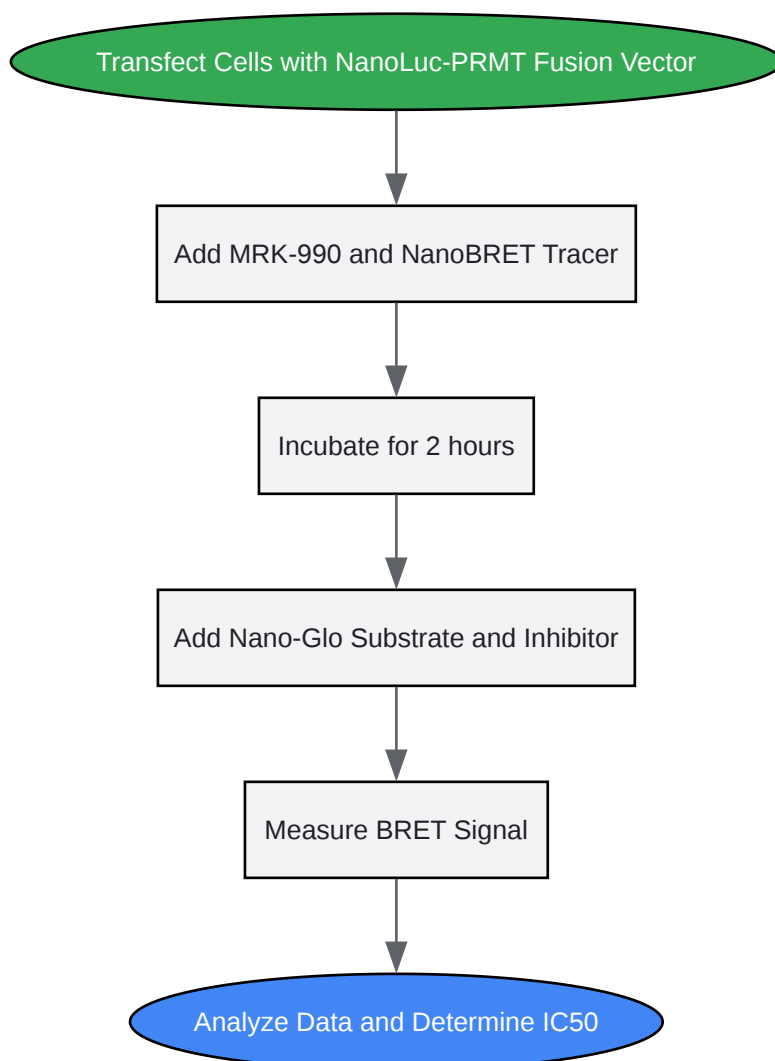 Transfect Cells with NanoLuc-PRMT Fusion Vector
Add MRK-990 and NanoBRET Tracer
Incubate for 2 hours
Add Nano-Glo Substrate and Inhibitor
Measure BRET Signal
Analyze Data and Determine IC50